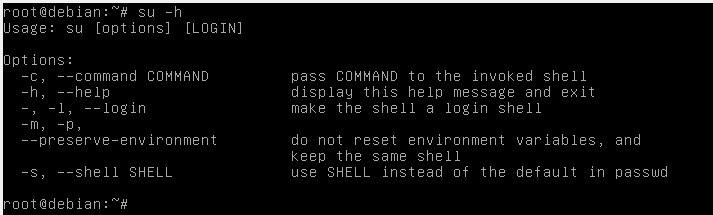 root@debian:~# su -h
Usage: su [options] [LOGIN]

Options:
  -c, --command COMMAND         pass COMMAND to the invoked shell
  -h, --help                    display this help message and exit
  -, -l, --login                make the shell a login shell
  -m, -p,
  --preserve-environment        do not reset environment variables, and
                                keep the same shell
  -s, --shell SHELL             use SHELL instead of the default in passwd

root@debian:~#